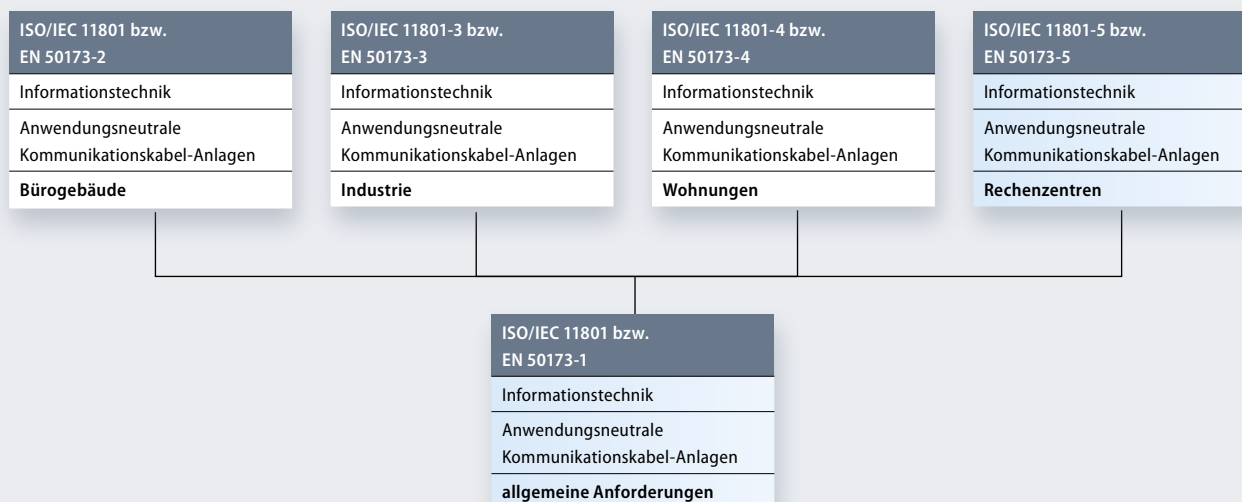 ISO/IEC 11801 bzw.
EN 50173-2
Informationstechnik
Anwendungsneutrale
Kommunikationskabel-Anlagen
Bürogebäude
ISO/IEC 11801-3 bzw.
EN 50173-3
Informationstechnik
Anwendungsneutrale
Kommunikationskabel-Anlagen
Industrie
ISO/IEC 11801-4 bzw.
EN 50173-4
Informationstechnik
Anwendungsneutrale
Kommunikationskabel-Anlagen
Wohnungen
ISO/IEC 11801-5 bzw.
EN 50173-5
Informationstechnik
Anwendungsneutrale
Kommunikationskabel-Anlagen
Rechenzentren
ISO/IEC 11801 bzw.
EN 50173-1
Informationstechnik
Anwendungsneutrale
Kommunikationskabel-Anlagen
allgemeine Anforderungen